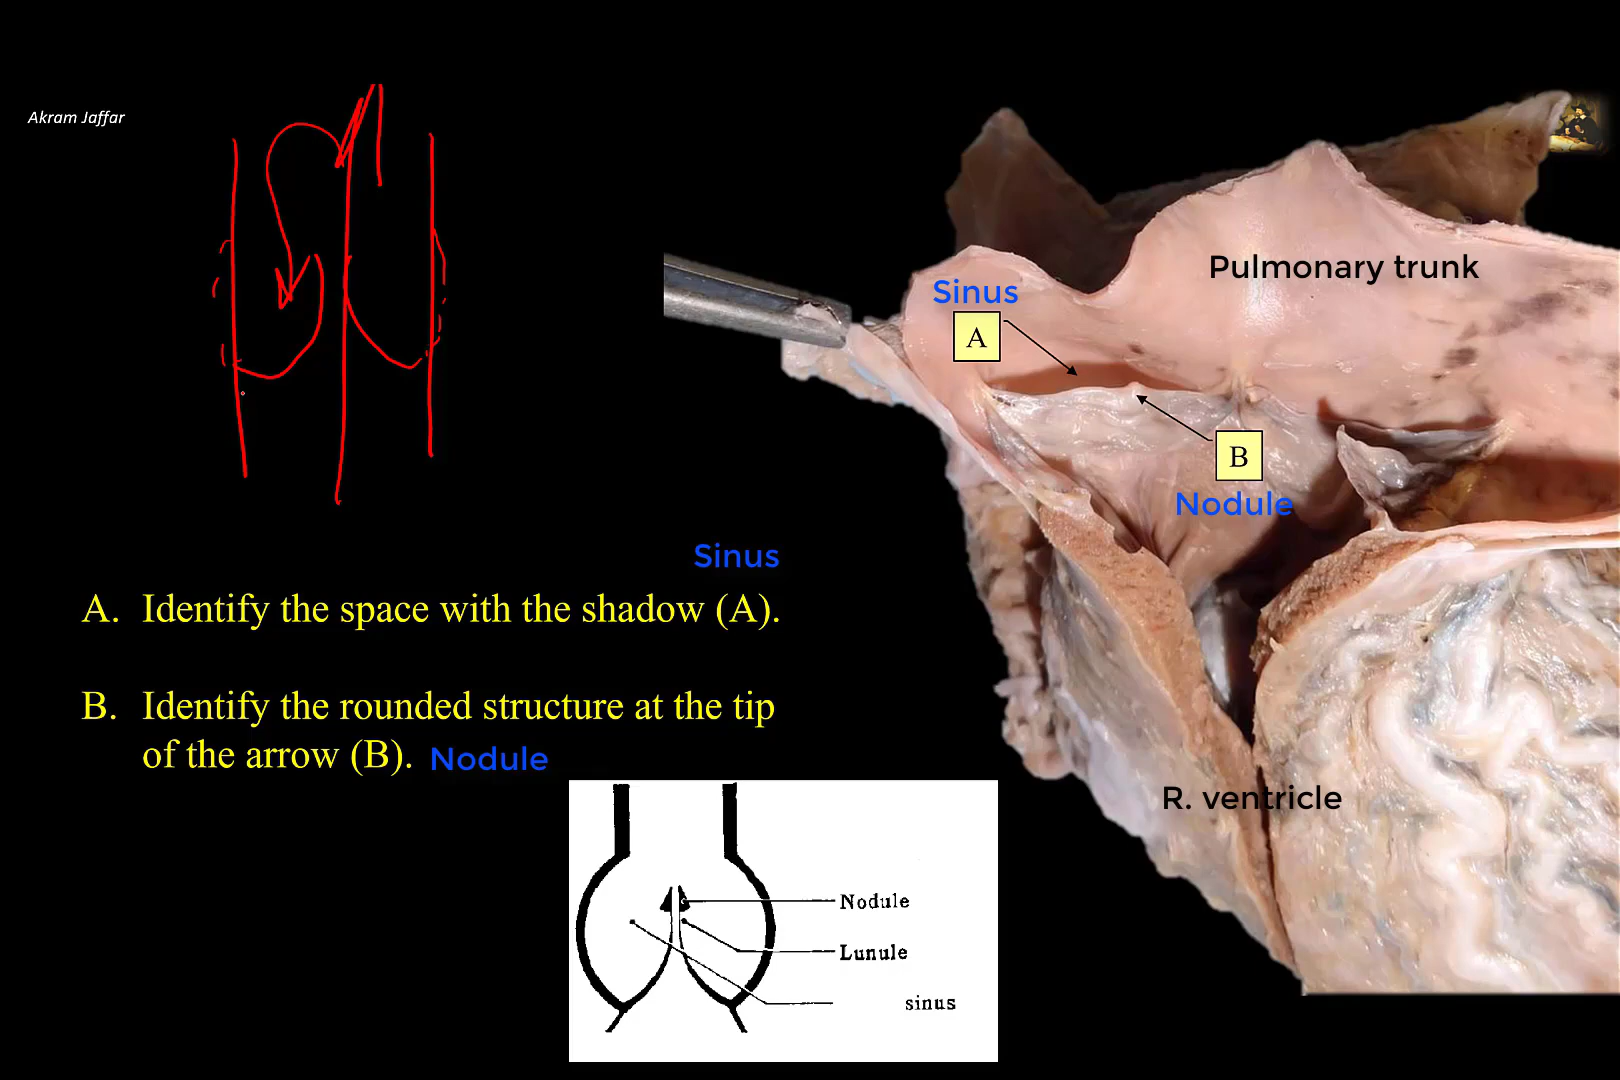 Akram Jaffar
Pulmonary trunk
Sinus
A
B
Nodule
Sinus
A. Identify the space with the shadow (A).
B. Identify the rounded structure at the tip
of the arrow (B). Nodule
R. ventricle
Nodule
Lunule
sinus